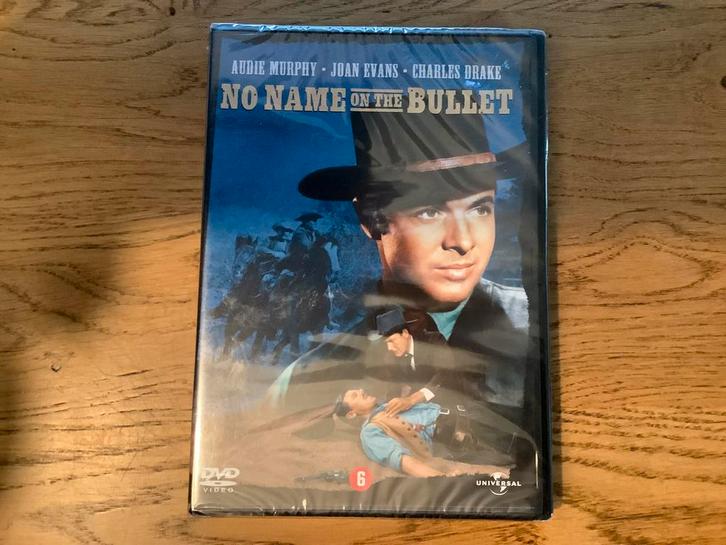 AUDIE MURPHY • JOAN EVANS • CHARLES DRAKE
NO NAME ON THE BULLET
DVD
VIDEO
6
UNIVERSAL